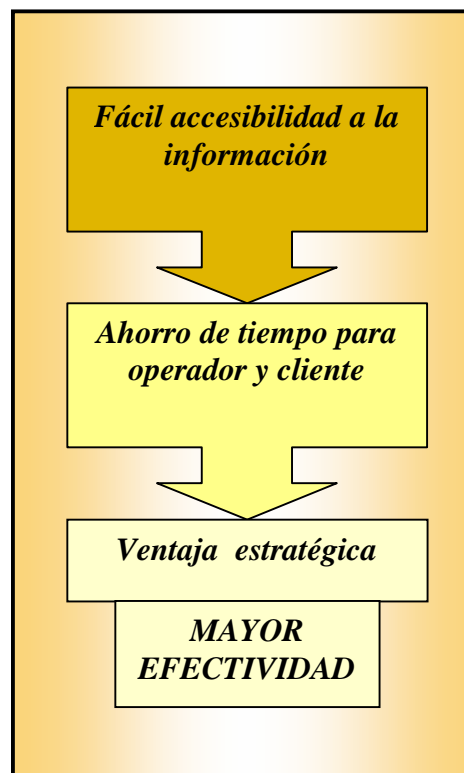 Fácil accesibilidad a la
información
Ahorro de tiempo para
operador y cliente
Ventaja estratégica
MAYOR
EFECTIVIDAD